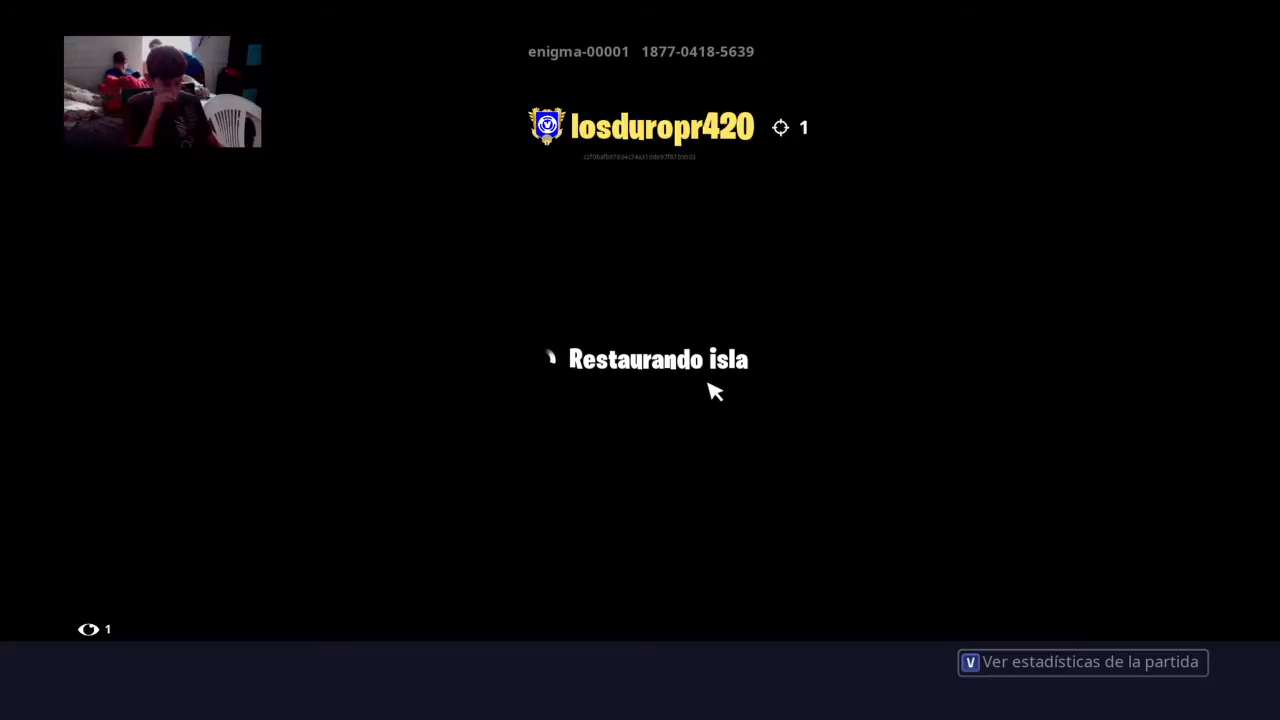 enigma-00001 1877-0418-5639
losduropr420 1
Restaurando isla
1
V Ver estadísticas de la partida